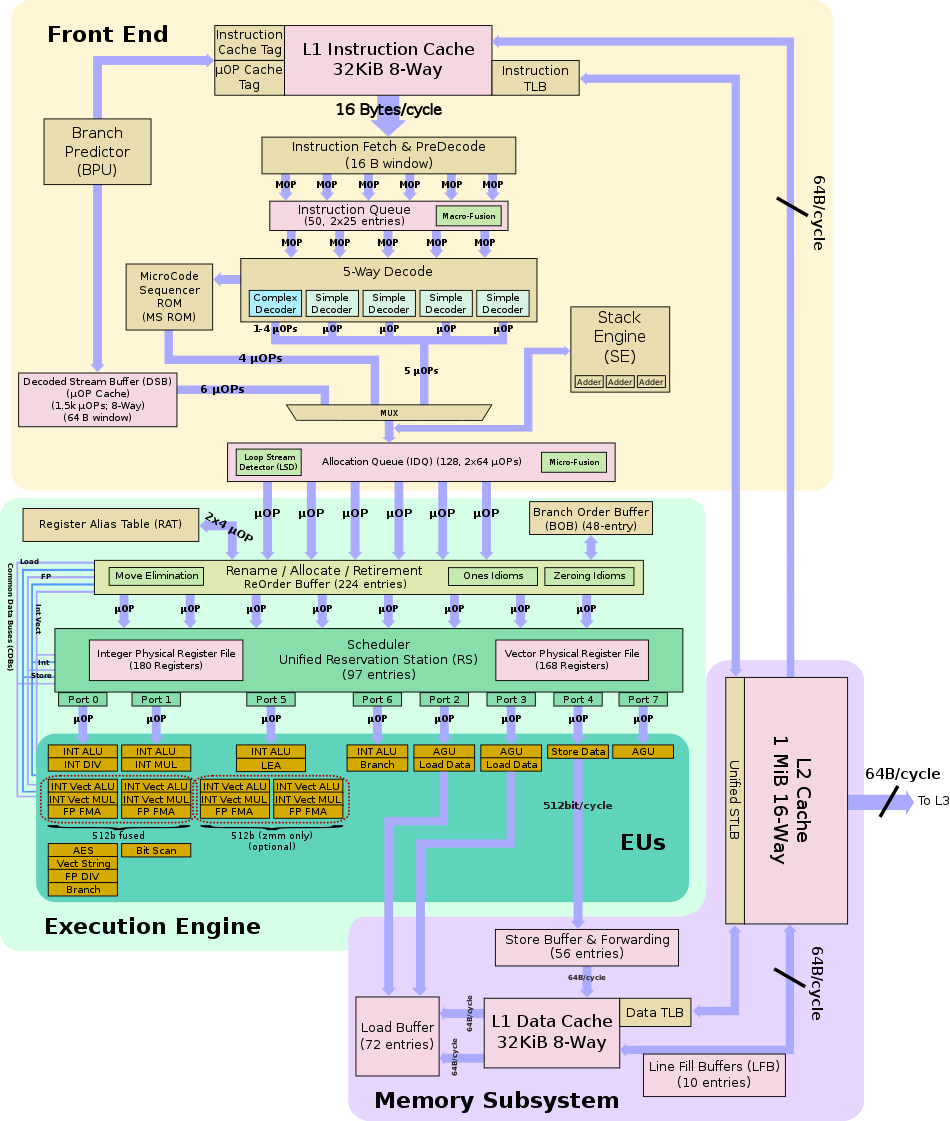 Front End
Instruction
Cache Tag
µOP Cache
Tag
L1 Instruction Cache
32KiB 8-Way
Instruction
TLB
16 Bytes/cycle
Branch
Predictor
(BPU)
Instruction Fetch & PreDecode
(16 B window)
MOP MOP MOP MOP MOP MOP
Instruction Queue
(50, 2x25 entries)
Macro-Fusion
MOP MOP MOP MOP MOP
64B/cycle
5-Way Decode
Complex
Decoder
Simple
Decoder
Simple
Decoder
Simple
Decoder
Simple
Decoder
MicroCode
Sequencer
ROM
(MS ROM)
1-4 µOPs µOP µOP µOP µOP
Stack
Engine
(SE)
Adder Adder Adder
4 µOPs
5 µOPs
Decoded Stream Buffer (DSB)
(µOP Cache)
(1.5k µOPs; 8-Way)
(64 B window)
6 µOPs
MUX
Loop Stream
Detector (LSD)
Allocation Queue (IDQ) (128, 2x64 µOPs)
Micro-Fusion
µOP µOP µOP µOP µOP µOP
Register Alias Table (RAT)
2x4 µOP
Branch Order Buffer
(BOB) (48-entry)
Rename / Allocate / Retirement
ReOrder Buffer (224 entries)
Move Elimination
Ones Idioms
Zeroing Idioms
Load
FP
Common Data Buses (CDBs)
Int Vect
Int
Store
µOP µOP µOP µOP µOP µOP µOP µOP
Scheduler
Unified Reservation Station (RS)
(97 entries)
Integer Physical Register File
(180 Registers)
Vector Physical Register File
(168 Registers)
Port 0 Port 1 Port 5 Port 6 Port 2 Port 3 Port 4 Port 7
µOP µOP µOP µOP µOP µOP µOP µOP
INT ALU
INT DIV
INT ALU
INT MUL
INT ALU
LEA
INT ALU
Branch
AGU
Load Data
AGU
Load Data
Store Data
AGU
INT Vect ALU
INT Vect MUL
FP FMA
INT Vect ALU
INT Vect MUL
FP FMA
INT Vect ALU
INT Vect MUL
FP FMA
INT Vect ALU
INT Vect MUL
FP FMA
512b fused
512b (zmm only)
(optional)
AES
Vect String
FP DIV
Branch
Bit Scan
512bit/cycle
EUs
Execution Engine
Unified STLB
L2 Cache
1 MiB 16-Way
64B/cycle
To L3
Store Buffer & Forwarding
(56 entries)
64B/cycle
64B/cycle
Load Buffer
(72 entries)
64B/cycle
64B/cycle
L1 Data Cache
32KiB 8-Way
Data TLB
Line Fill Buffers (LFB)
(10 entries)
Memory Subsystem